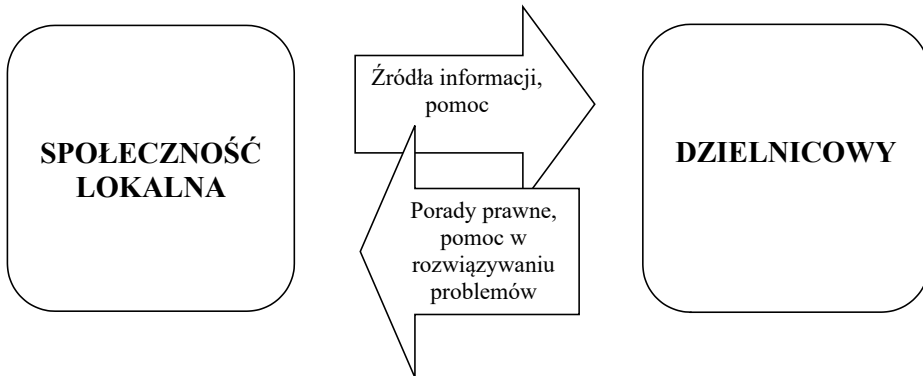 SPOŁECZNOŚĆ
LOKALNA
Źródła informacji,
pomoc
Porady prawne,
pomoc w
rozwiązywaniu
problemów
DZIELNICOWY